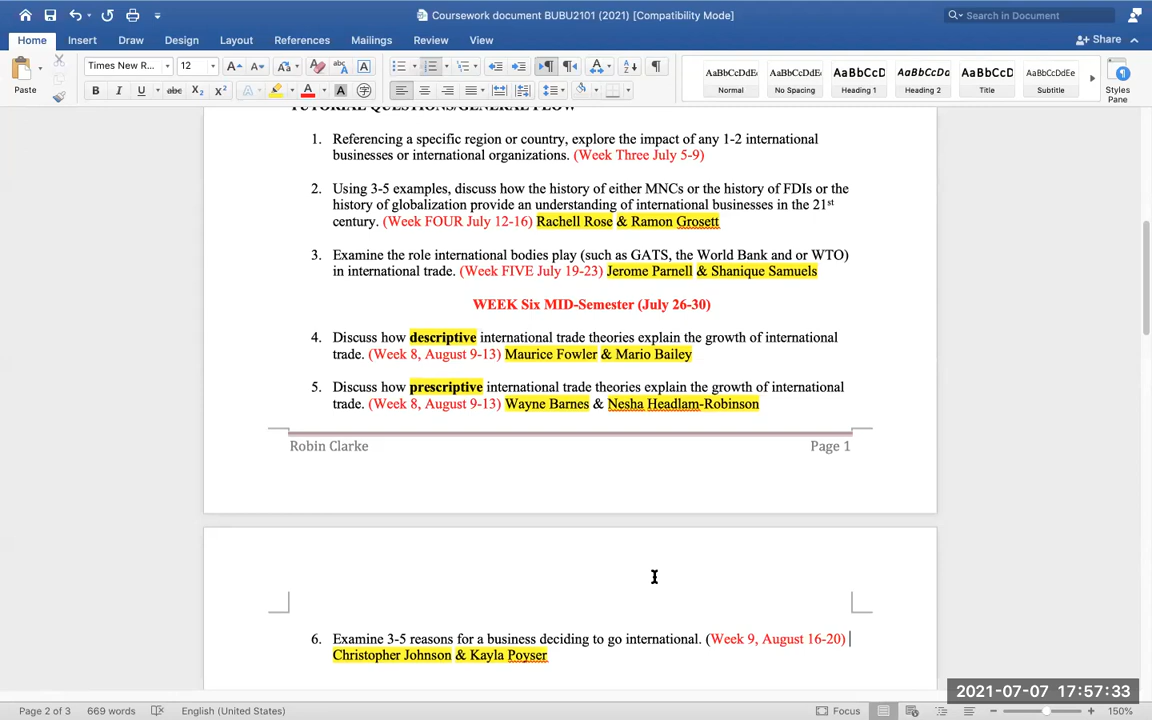 Coursework document BUBU2101 (2021) [Compatibility Mode]
Search in Document
Home Insert Draw Design Layout References Mailings Review View
Share
Times New R... 12
Paste
AaBbCcDdE AaBbCcDdE AaBbCcD AaBbCcDd AaBbCcD AaBbCcDdEe
Normal No Spacing Heading 1 Heading 2 Title Subtitle Styles Pane
TUTORIAL QUESTIONS/GENERAL FLOW
1. Referencing a specific region or country, explore the impact of any 1-2 international
businesses or international organizations. (Week Three July 5-9)
2. Using 3-5 examples, discuss how the history of either MNCs or the history of FDIs or the
history of globalization provide an understanding of international businesses in the 21st
century. (Week FOUR July 12-16) Rachell Rose & Ramon Grosett
3. Examine the role international bodies play (such as GATS, the World Bank and or WTO)
in international trade. (Week FIVE July 19-23) Jerome Parnell & Shanique Samuels
WEEK Six MID-Semester (July 26-30)
4. Discuss how descriptive international trade theories explain the growth of international
trade. (Week 8, August 9-13) Maurice Fowler & Mario Bailey
5. Discuss how prescriptive international trade theories explain the growth of international
trade. (Week 8, August 9-13) Wayne Barnes & Nesha Headlam-Robinson
Robin Clarke Page 1
6. Examine 3-5 reasons for a business deciding to go international. (Week 9, August 16-20)
Christopher Johnson & Kayla Poyser
2021-07-07 17:57:33
Page 2 of 3 669 words English (United States) Focus 150%